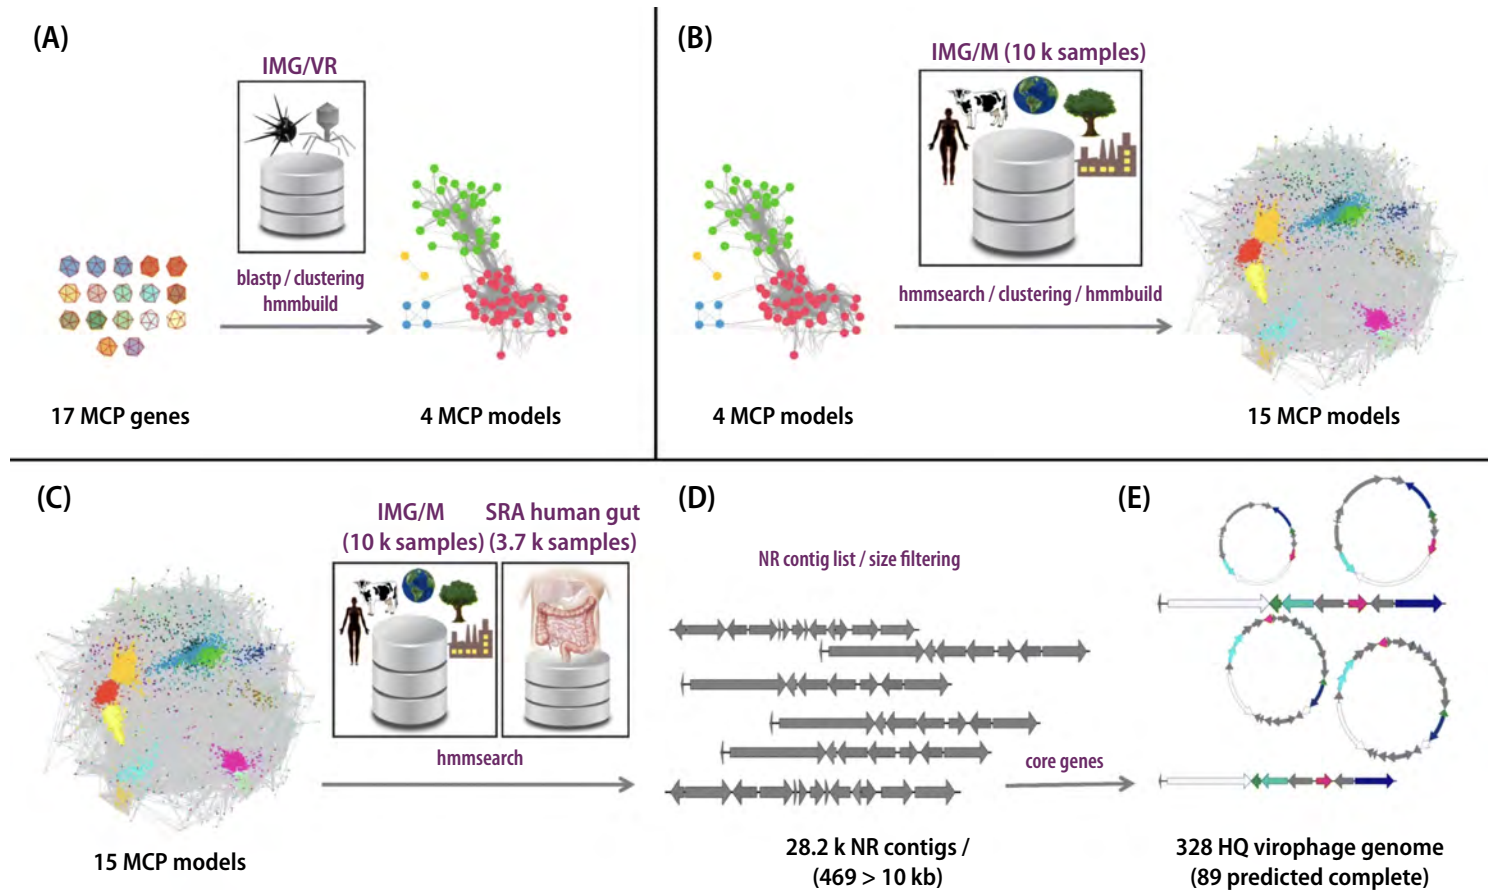 (A)
IMG/VR
blastp / clustering
hmmbuild
17 MCP genes
4 MCP models
(B)
IMG/M (10 k samples)
hmmsearch / clustering / hmmbuild
4 MCP models
15 MCP models
(C)
IMG/M
(10 k samples)
SRA human gut
(3.7 k samples)
hmmsearch
15 MCP models
(D)
NR contig list / size filtering
core genes
28.2 k NR contigs /
(469 > 10 kb)
(E)
328 HQ virophage genome
(89 predicted complete)